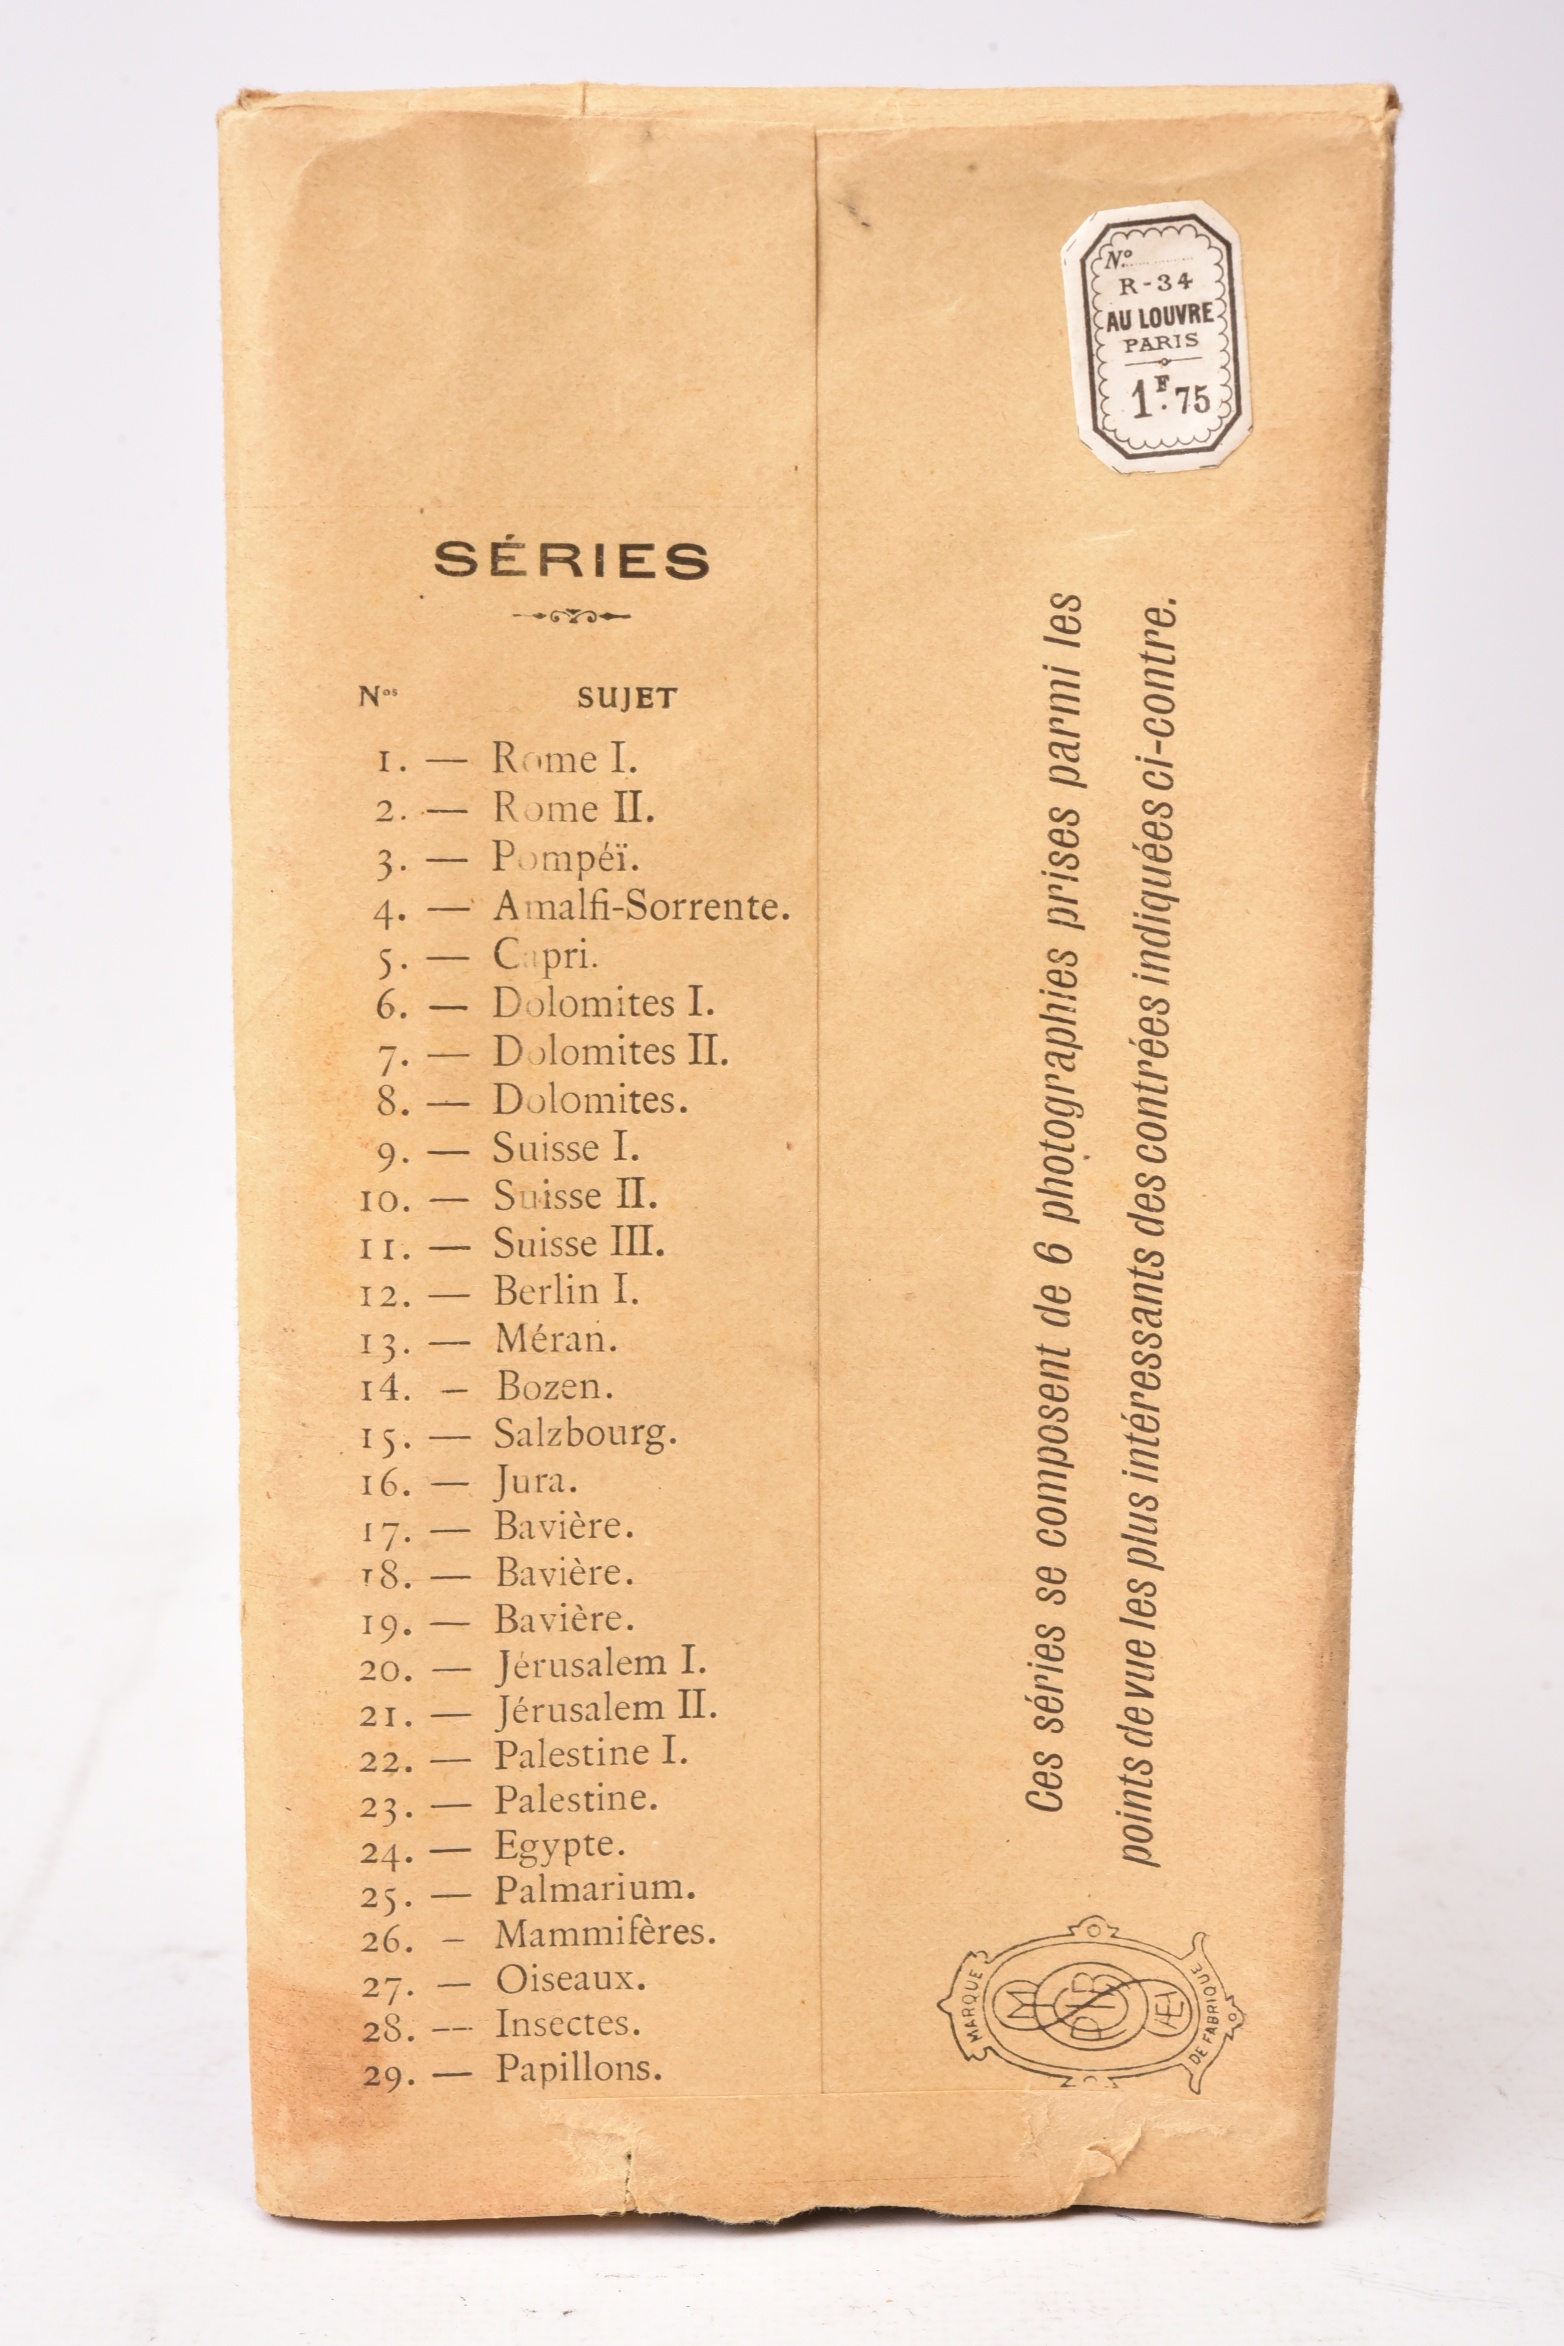 SÉRIES
Nos SUJET
1. — Rome I.
2. — Rome II.
3. — Pompéï.
4. — Amalfi-Sorrente.
5. — Capri.
6. — Dolomites I.
7. — Dolomites II.
8. — Dolomites.
9. — Suisse I.
10. — Suisse II.
11. — Suisse III.
12. — Berlin I.
13. — Méran.
14. – Bozen.
15. — Salzbourg.
16. — Jura.
17. — Bavière.
18. — Bavière.
19. — Bavière.
20. — Jérusalem I.
21. — Jérusalem II.
22. — Palestine I.
23. — Palestine.
24. — Egypte.
25. — Palmarium.
26. – Mammifères.
27. — Oiseaux.
28. — Insectes.
29. — Papillons.
No
R-34
AU LOUVRE
PARIS
1F.75
Ces séries se composent de 6 photographies prises parmi les
points de vue les plus intéressants des contrées indiquées ci-contre.
MARQUE
DE FABRIQUE